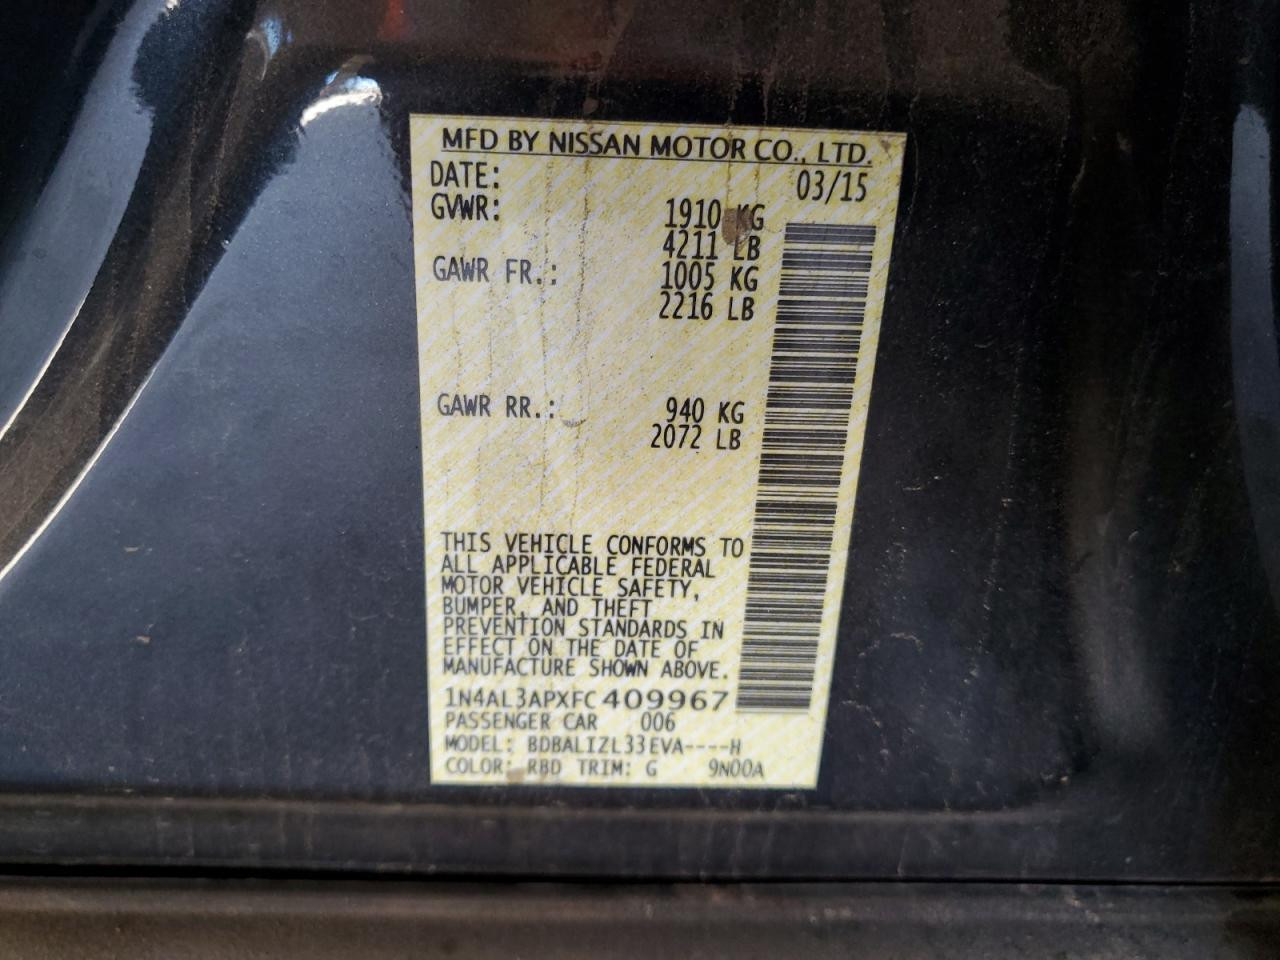 MFD BY NISSAN MOTOR CO., LTD.
DATE: 03/15
GVWR: 1910 KG
4211 LB
GAWR FR.: 1005 KG
2216 LB
GAWR RR.: 940 KG
2072 LB
THIS VEHICLE CONFORMS TO
ALL APPLICABLE FEDERAL
MOTOR VEHICLE SAFETY,
BUMPER, AND THEFT
PREVENTION STANDARDS IN
EFFECT ON THE DATE OF
MANUFACTURE SHOWN ABOVE.
1N4AL3APXFC409967
PASSENGER CAR 006
MODEL: BDBALIZL33EVA----H
COLOR: RBD TRIM: G 9N00A